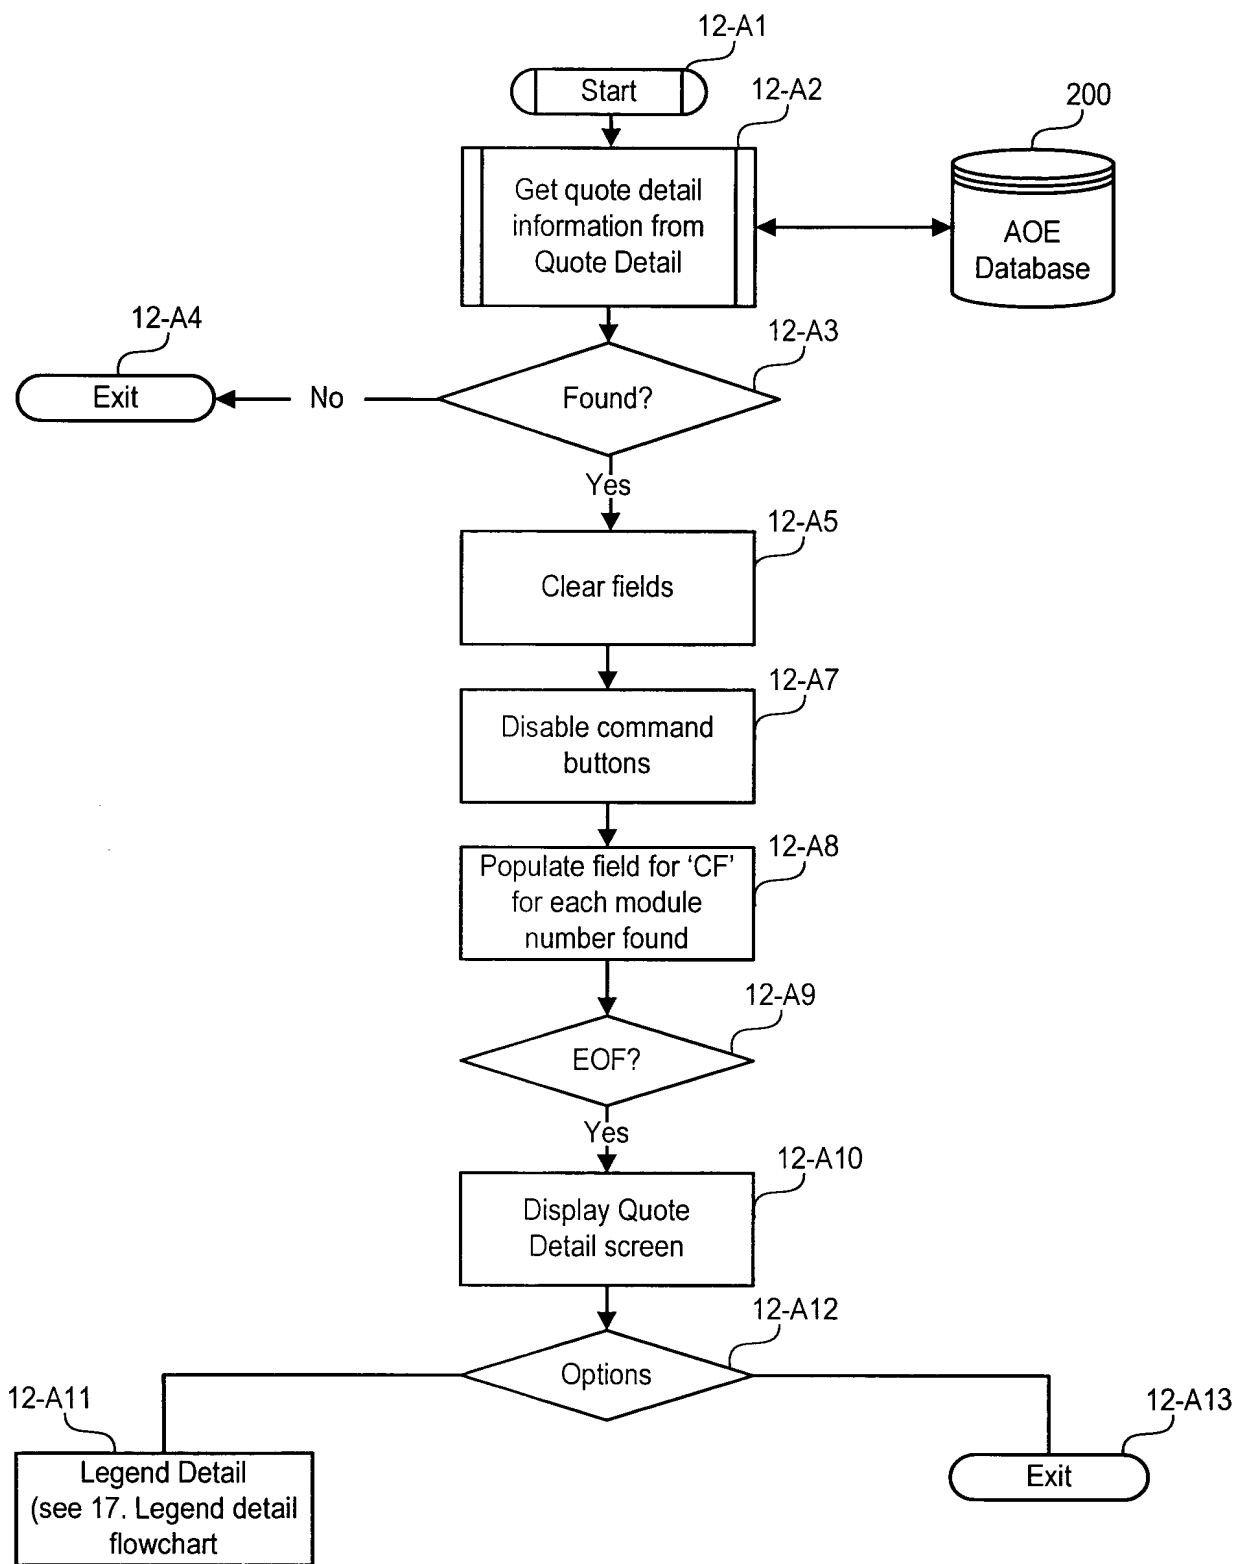 12-A1
Start
12-A2
200
Get quote detail
information from
Quote Detail
AOE
Database
12-A4
12-A3
Exit
No
Found?
Yes
12-A5
Clear fields
12-A7
Disable command
buttons
12-A8
Populate field for ‘CF’
for each module
number found
12-A9
EOF?
Yes
12-A10
Display Quote
Detail screen
12-A12
Options
12-A11
12-A13
Legend Detail
(see 17. Legend detail
flowchart
Exit